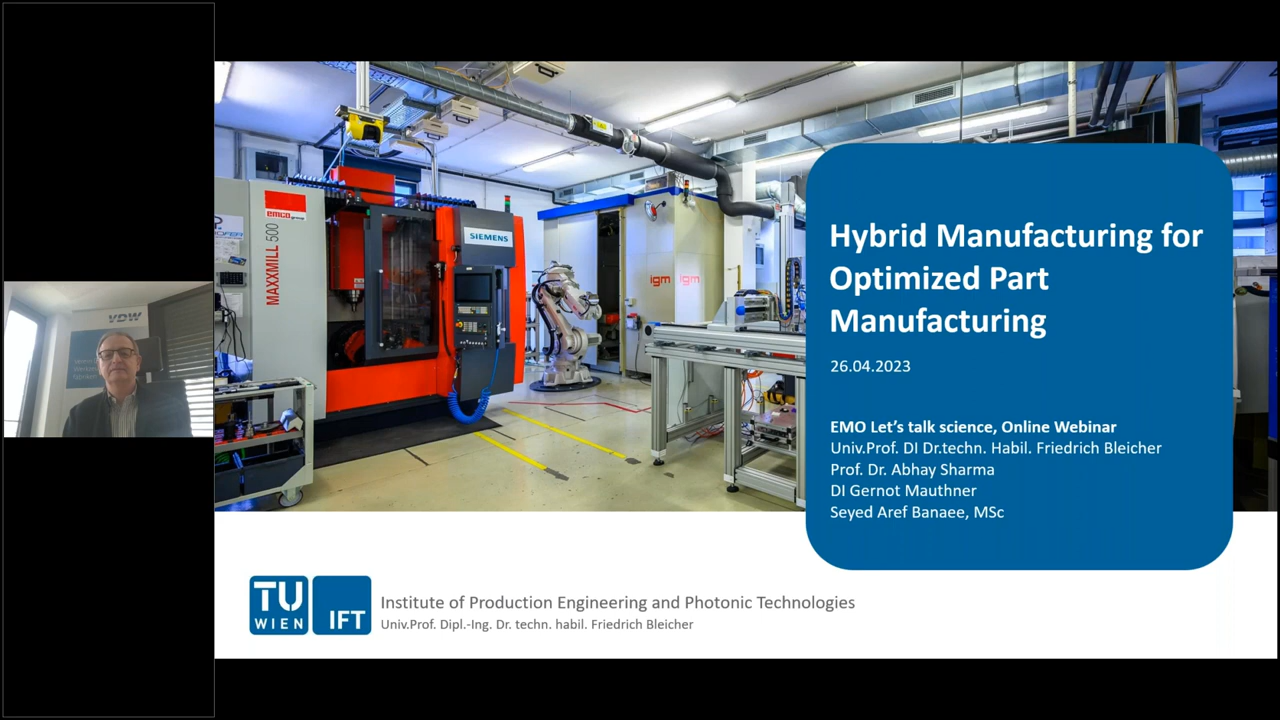 VDW
emco group
MAXXMILL 500
SIEMENS
igm
igm
Hybrid Manufacturing for
Optimized Part
Manufacturing
26.04.2023
EMO Let's talk science, Online Webinar
Univ.Prof. DI Dr.techn. Habil. Friedrich Bleicher
Prof. Dr. Abhay Sharma
DI Gernot Mauthner
Seyed Aref Banaee, MSc
TU
WIEN
IFT
Institute of Production Engineering and Photonic Technologies
Univ.Prof. Dipl.-Ing. Dr. techn. habil. Friedrich Bleicher